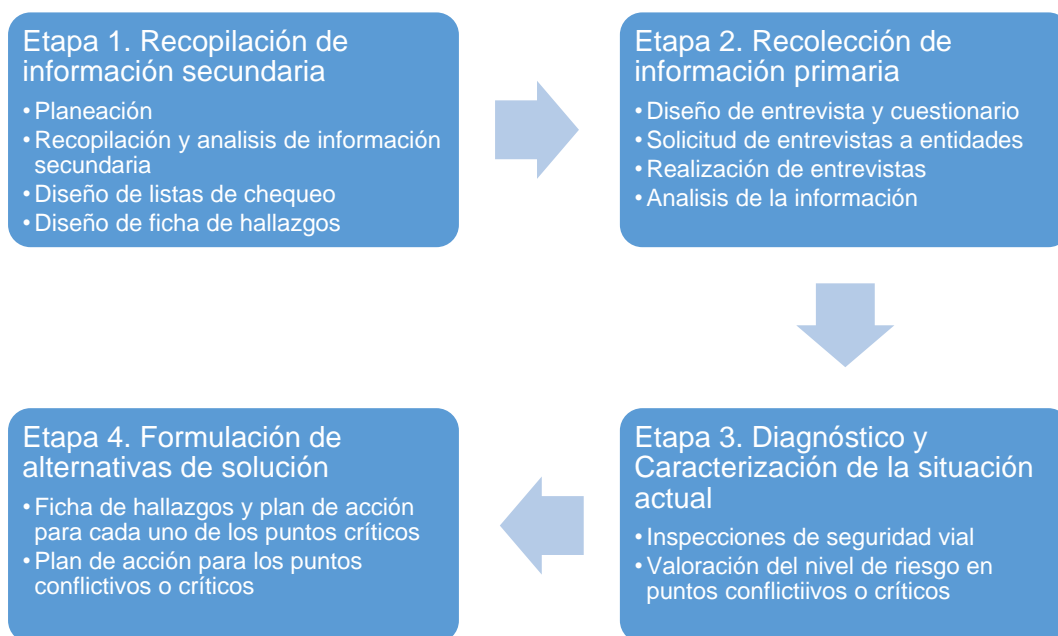 Etapa 1. Recopilación de
información secundaria
•Planeación
•Recopilación y analisis de información
secundaria
•Diseño de listas de chequeo
•Diseño de ficha de hallazgos
Etapa 2. Recolección de
información primaria
•Diseño de entrevista y cuestionario
•Solicitud de entrevistas a entidades
•Realización de entrevistas
•Analisis de la información
Etapa 3. Diagnóstico y
Caracterización de la situación
actual
•Inspecciones de seguridad vial
•Valoración del nivel de riesgo en
puntos conflictiivos o críticos
Etapa 4. Formulación de
alternativas de solución
•Ficha de hallazgos y plan de acción
para cada uno de los puntos críticos
•Plan de acción para los puntos
conflictivos o críticos